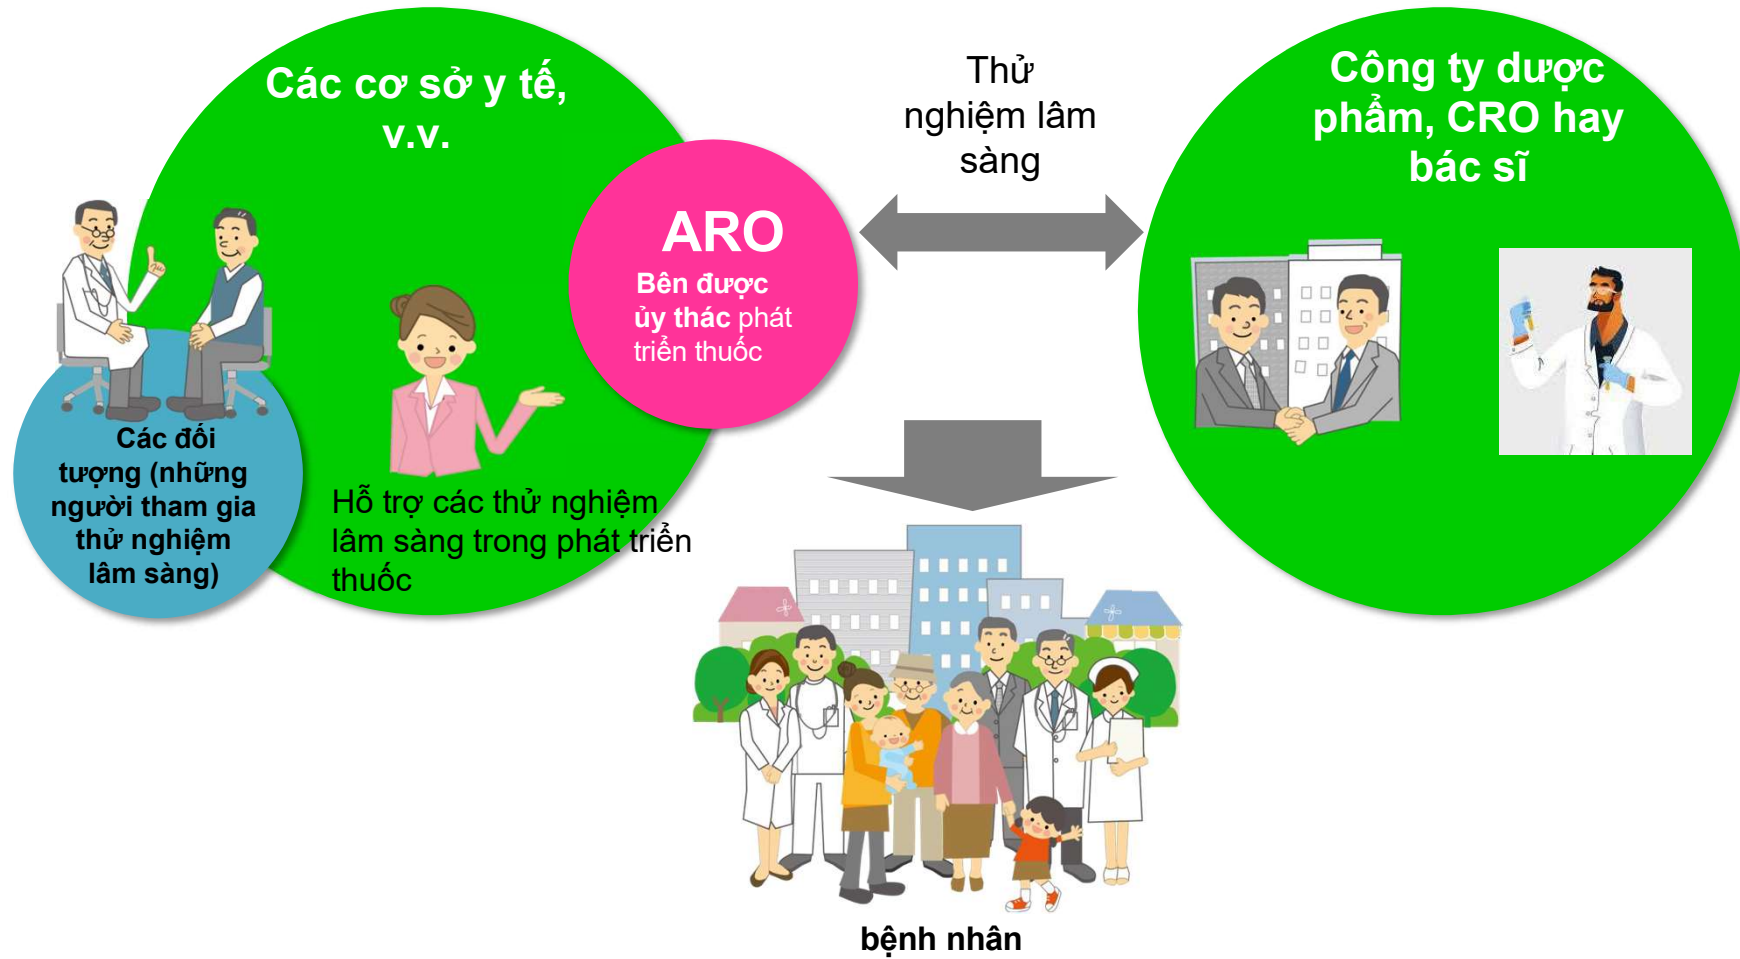 Các cơ sở y tế,
v.v.
Thử
nghiệm lâm
sàng
Công ty dược
phẩm, CRO hay
bác sĩ
ARO
Bên được
ủy thác phát
triển thuốc
Các đối
tượng (những
người tham gia
thử nghiệm
lâm sàng)
Hỗ trợ các thử nghiệm
lâm sàng trong phát triển
thuốc
bệnh nhân